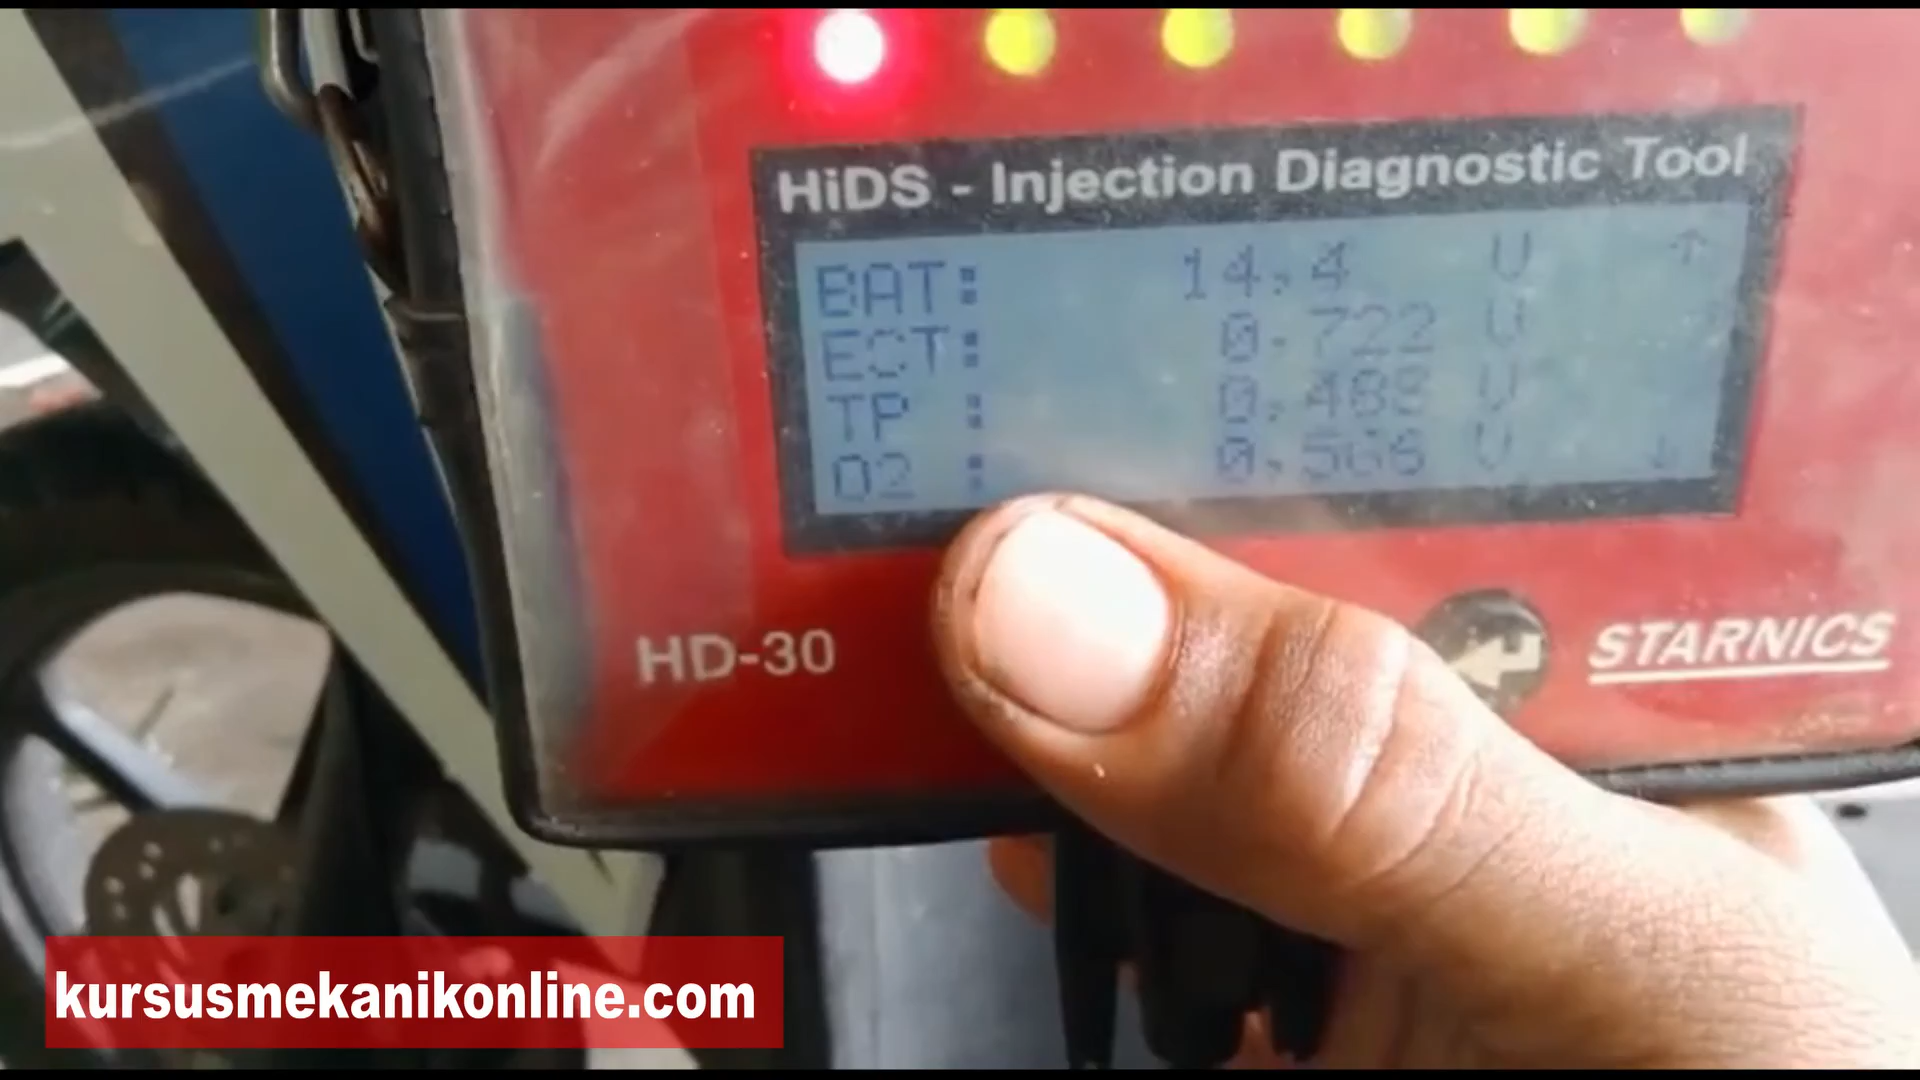 HiDS - Injection Diagnostic Tool
BAT: 14,4 V ↑
ECT: 0.722 V
TP : 0,488 V
O2 : 0,566 V ↓
HD-30
STARNICS
kursusmekanikonline.com